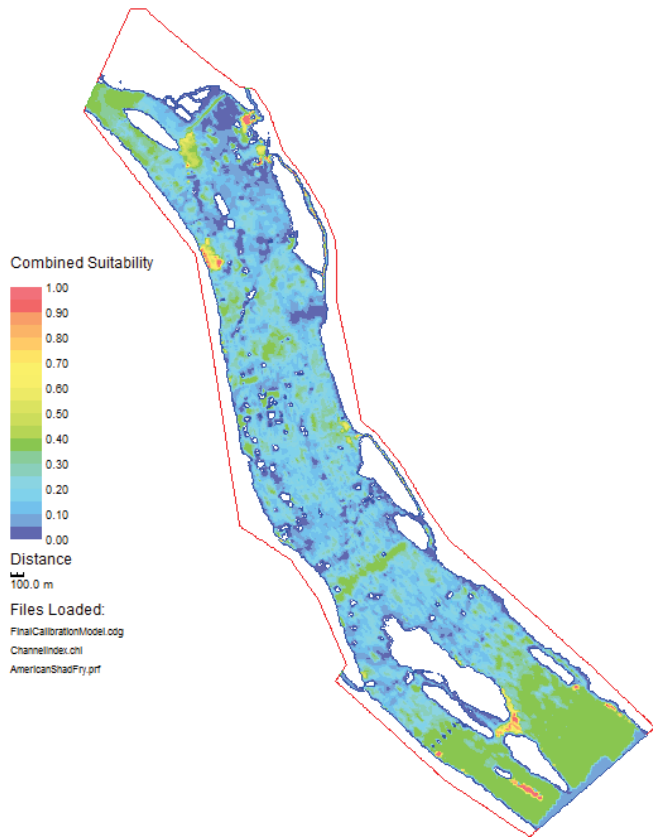 Combined Suitability
1.00
0.90
0.80
0.70
0.60
0.50
0.40
0.30
0.20
0.10
0.00
Distance
100.0 m
Files Loaded:
FinalCalibrationModel.cdg
ChannelIndex.chi
AmericanShadFry.prf